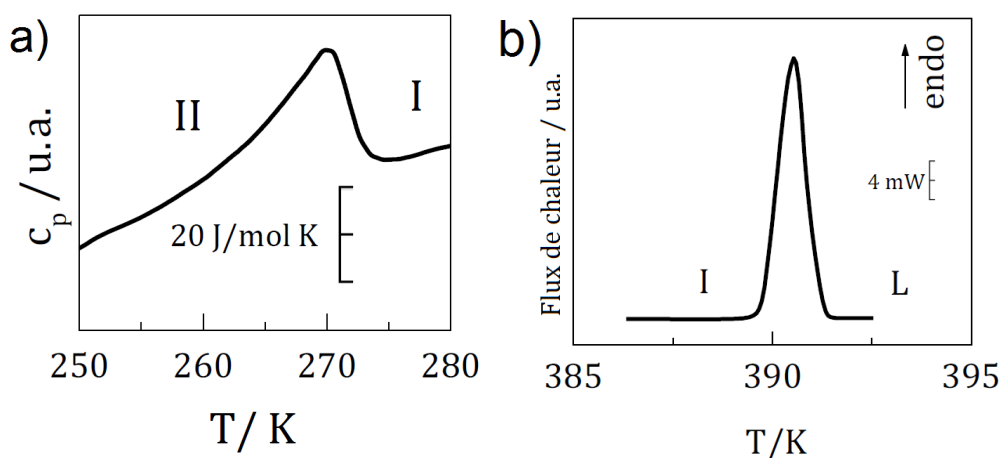 a)
c_p / u.a.
II
I
20 J/mol K
250 260 270 280
T/ K
b)
Flux de chaleur / u.a.
endo
4 mW
I
L
385 390 395
T/K